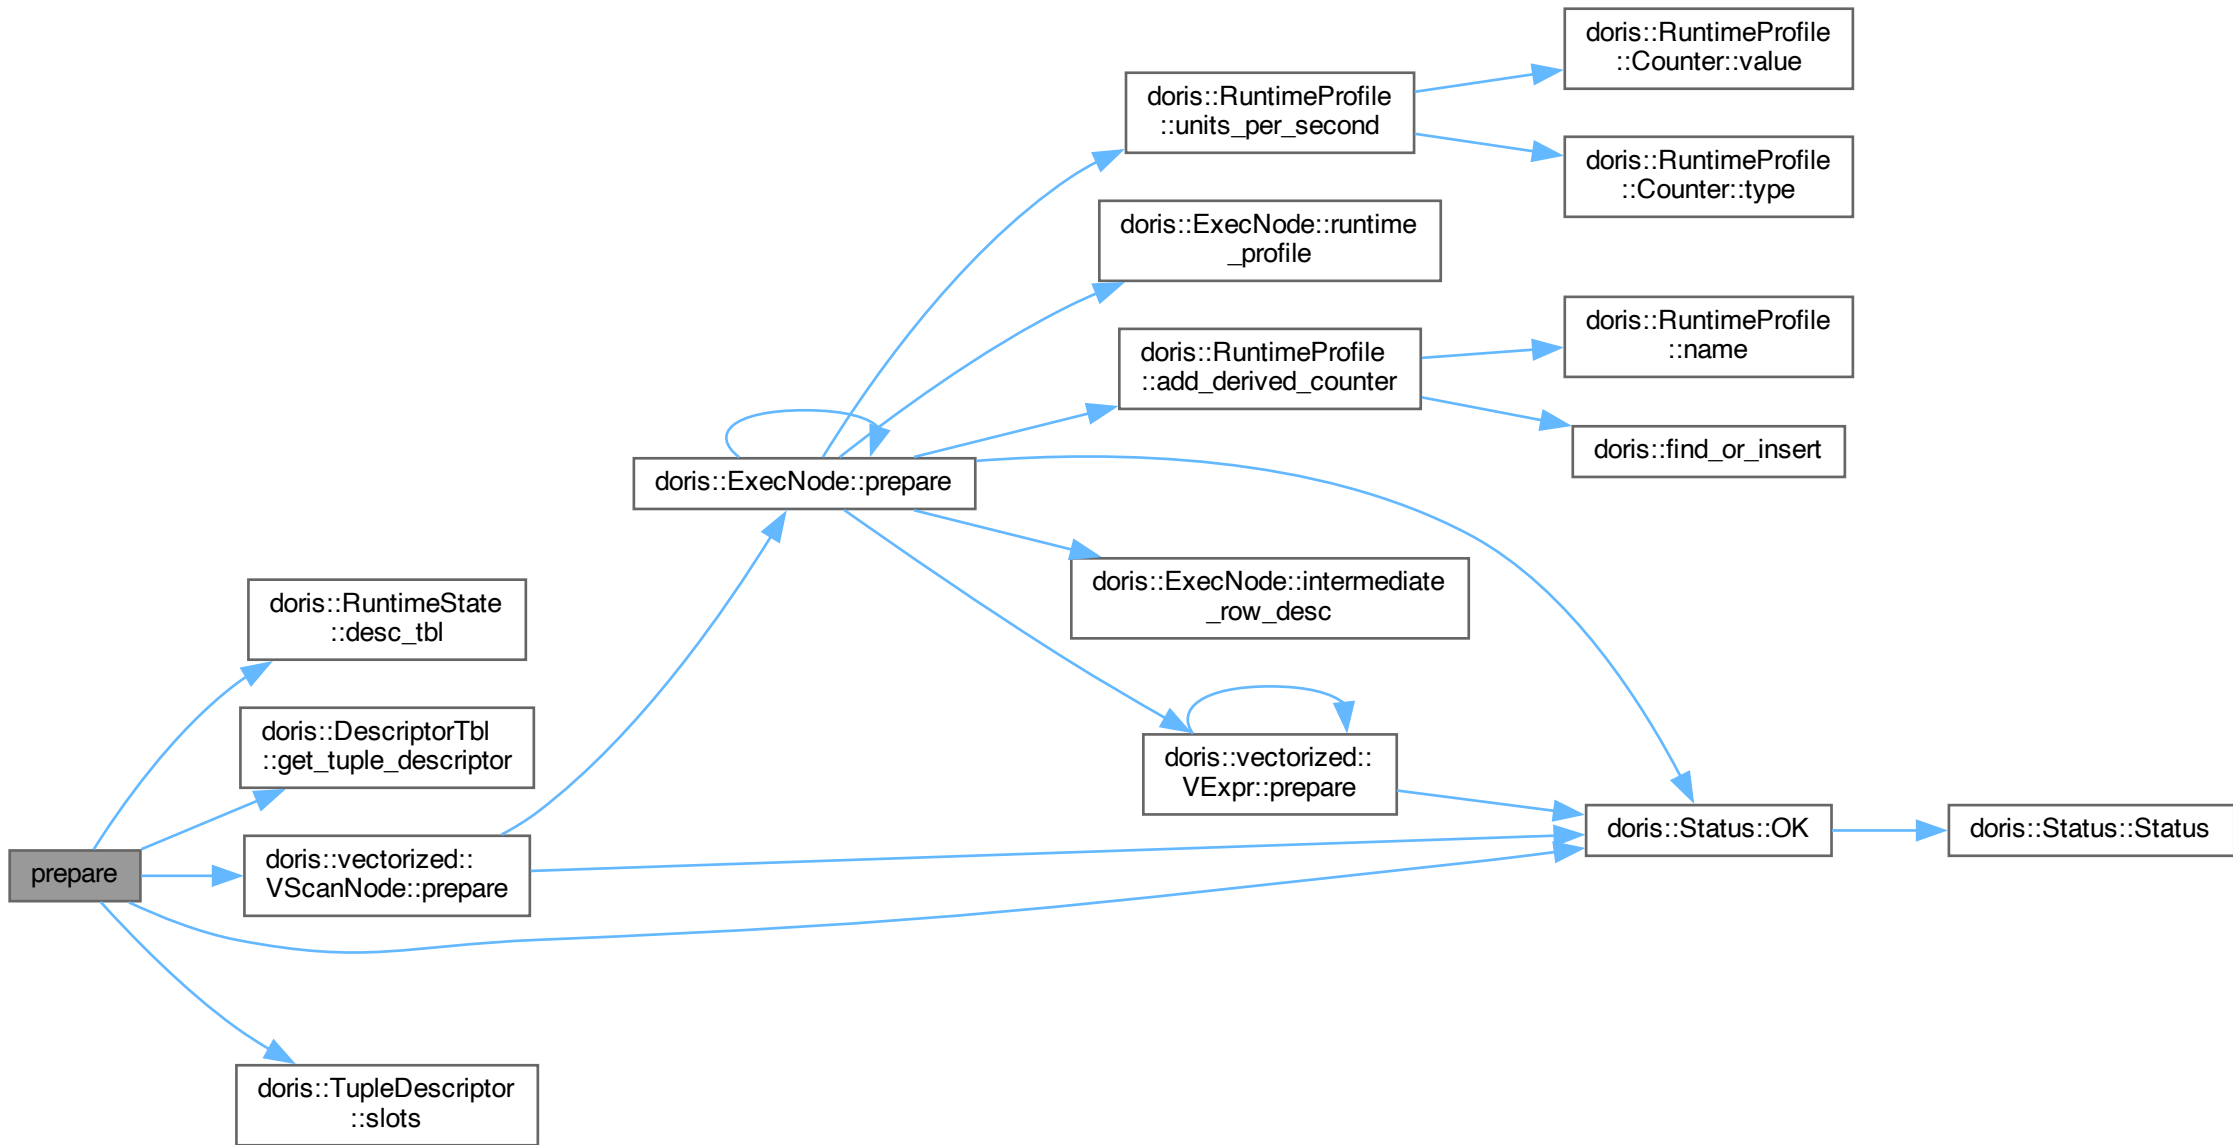 doris::RuntimeProfile
::Counter::value
doris::RuntimeProfile
::units_per_second
doris::RuntimeProfile
::Counter::type
doris::ExecNode::runtime
_profile
doris::RuntimeProfile
::name
doris::RuntimeProfile
::add_derived_counter
doris::find_or_insert
doris::ExecNode::prepare
doris::ExecNode::intermediate
_row_desc
doris::RuntimeState
::desc_tbl
doris::DescriptorTbl
::get_tuple_descriptor
doris::vectorized::
VExpr::prepare
doris::Status::OK
doris::Status::Status
prepare
doris::vectorized::
VScanNode::prepare
doris::TupleDescriptor
::slots